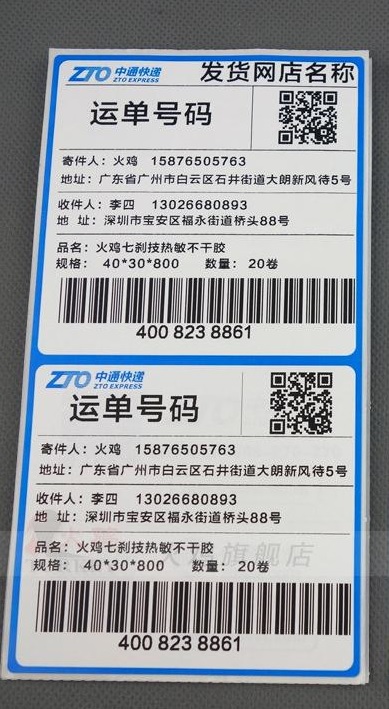 ZTO 中通快递 发货网店名称
ZTO EXPRESS
运单号码
寄件人：火鸡 15876505763
地址：广东省广州市白云区石井街道大朗新风待5号
收件人：李四 13026680893
地 址：深圳市宝安区福永街道桥头88号
品名：火鸡七刹技热敏不干胶
规格： 40*30*800 数量：20卷
400 823 8861
ZTO 中通快递
ZTO EXPRESS
运单号码
寄件人：火鸡 15876505763
地址：广东省广州市白云区石井街道大朗新风待5号
收件人：李四 13026680893
地 址：深圳市宝安区福永街道桥头88号
品名：火鸡七刹技热敏不干胶
规格： 40*30*800 数量：20卷
旗舰店
400 823 8861